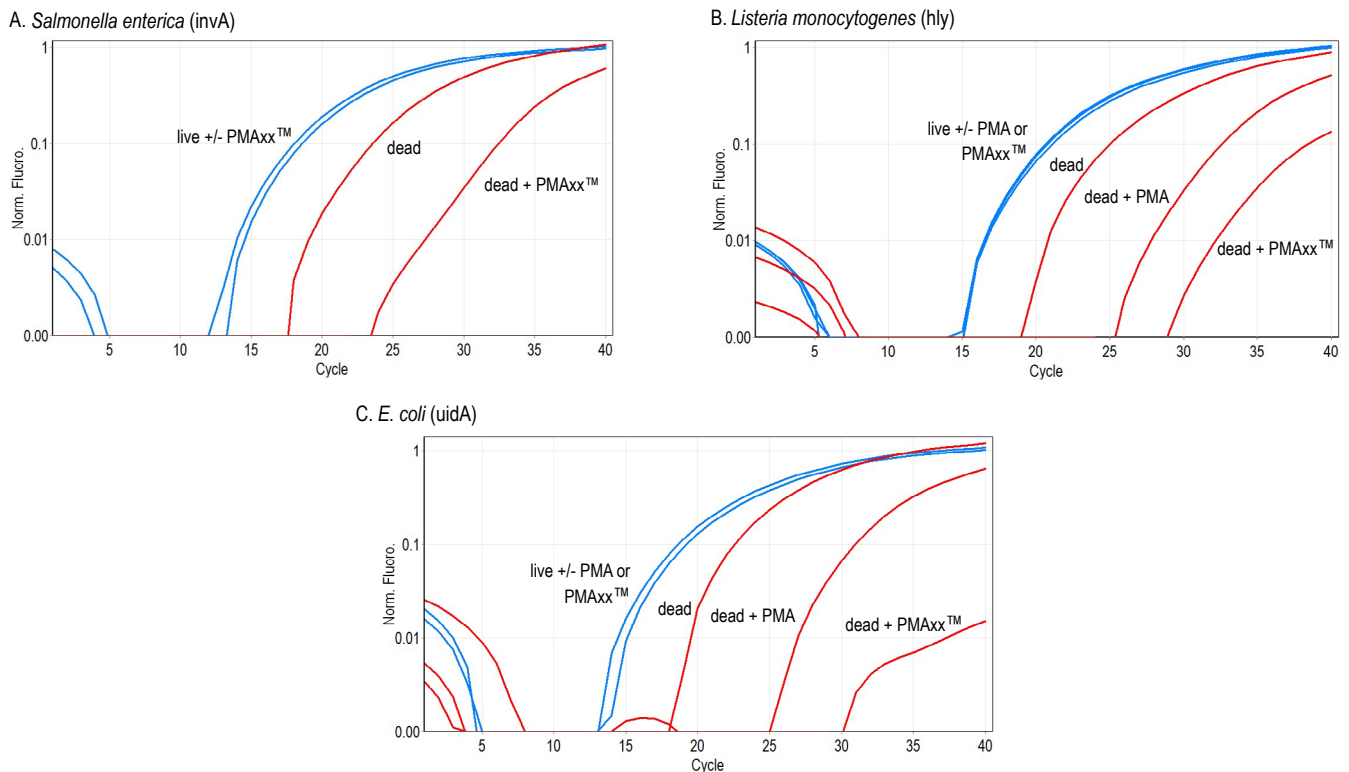 A. Salmonella enterica (invA)
1
0.1
0.01
0.00
Norm. Fluoro.
live +/- PMAxx™
dead
dead + PMAxx™
5
10
15
20
25
30
35
40
Cycle
B. Listeria monocytogenes (hly)
1
0.1
0.01
0.00
Norm. Fluoro.
live +/- PMA or
PMAxx™
dead
dead + PMA
dead + PMAxx™
5
10
15
20
25
30
35
40
Cycle
C. E. coli (uidA)
1
0.1
0.01
0.00
Norm. Fluoro.
live +/- PMA or
PMAxx™
dead
dead + PMA
dead + PMAxx™
5
10
15
20
25
30
35
40
Cycle